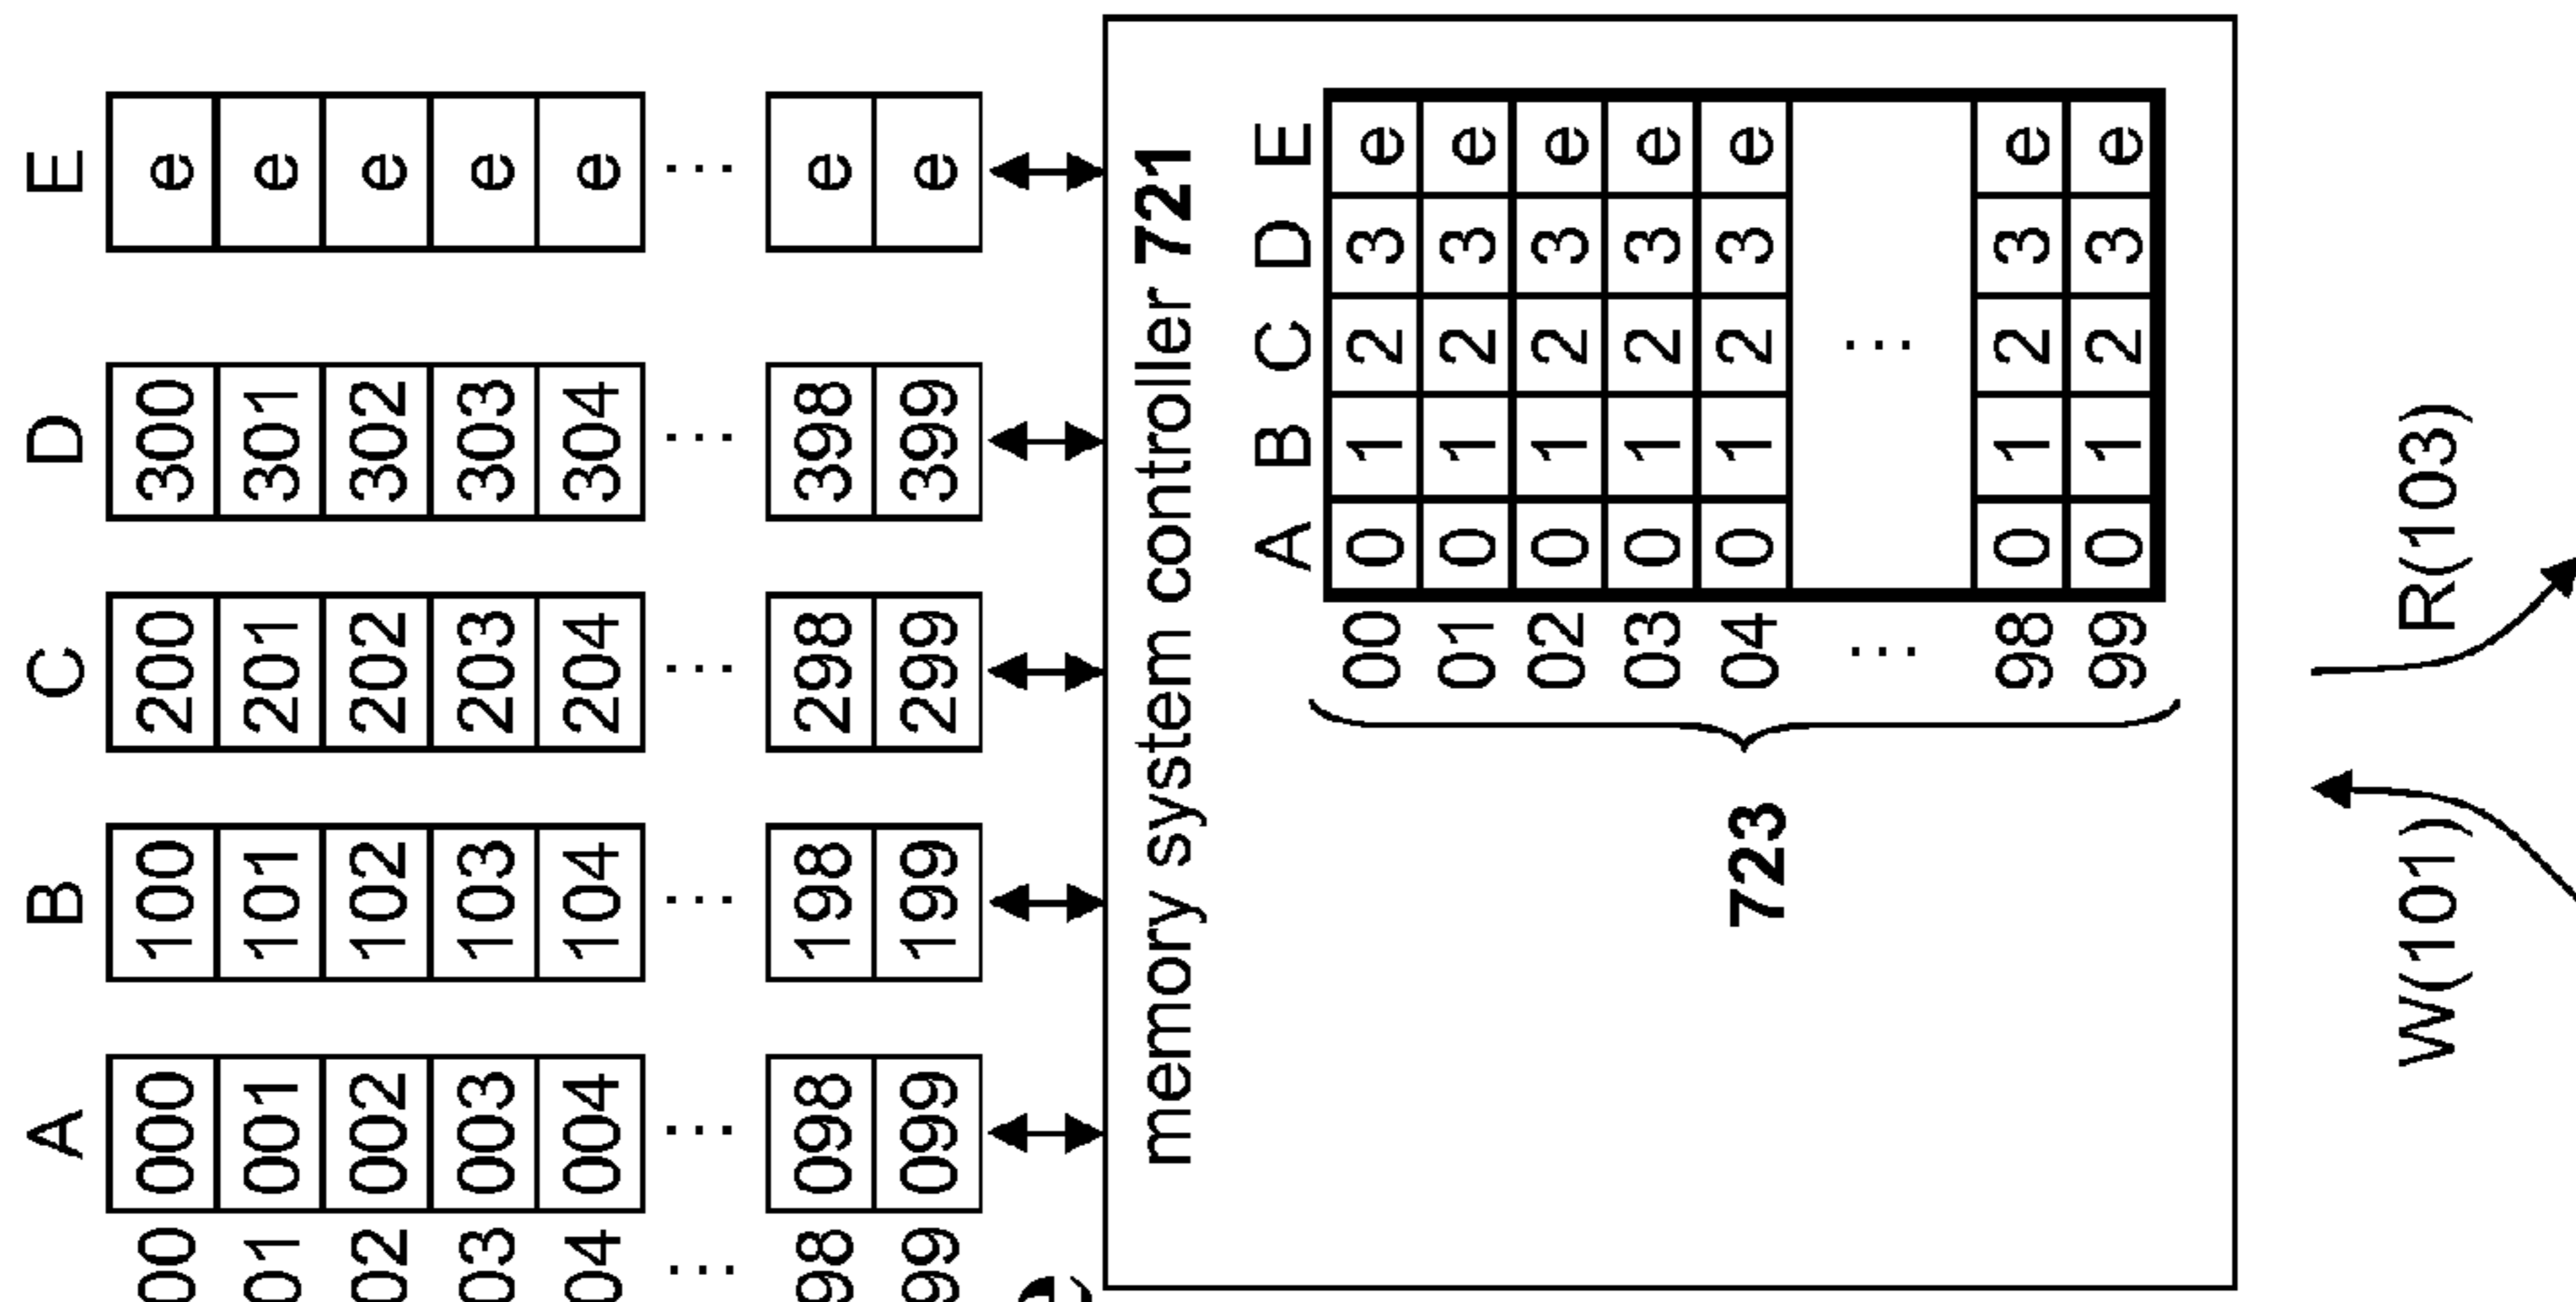 A B C D E
00 000 100 200 300 e
01 001 101 201 301 e
02 002 102 202 302 e
03 003 103 203 303 e
04 004 104 204 304 e
... ... ... ... ... ...
98 098 198 298 398 e
99 099 199 299 399 e
memory system controller 721
A B C D E
00 0 1 2 3 e
01 0 1 2 3 e
02 0 1 2 3 e
03 0 1 2 3 e
723 04 0 1 2 3 e
... ...
98 0 1 2 3 e
99 0 1 2 3 e
W(101) R(103)